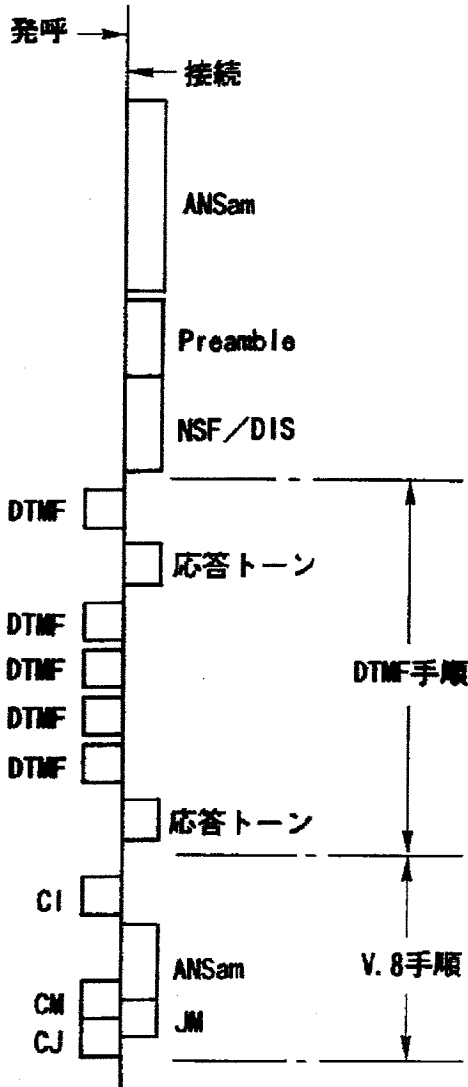 発呼
接続
ANSam
Preamble
NSF／DIS
DTMF
応答トーン
DTMF
DTMF
DTMF手順
DTMF
DTMF
応答トーン
CI
ANSam
V.8手順
CM
JM
CJ